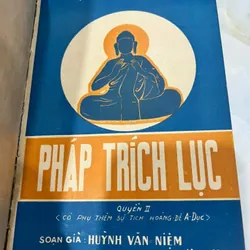 PHÁP TRÍCH LỤC
QUYỂN II
(CÓ PHỤ THÊM SỰ TÍCH HOÀNG ĐẾ A-DỤC)
SOẠN GIẢ: HUỲNH VĂN NIỆM